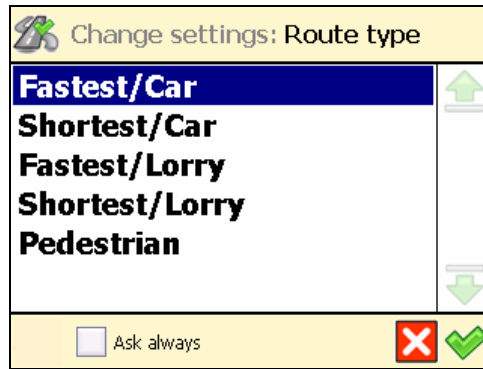 Change settings: Route type
Fastest/Car
Shortest/Car
Fastest/Lorry
Shortest/Lorry
Pedestrian
Ask always